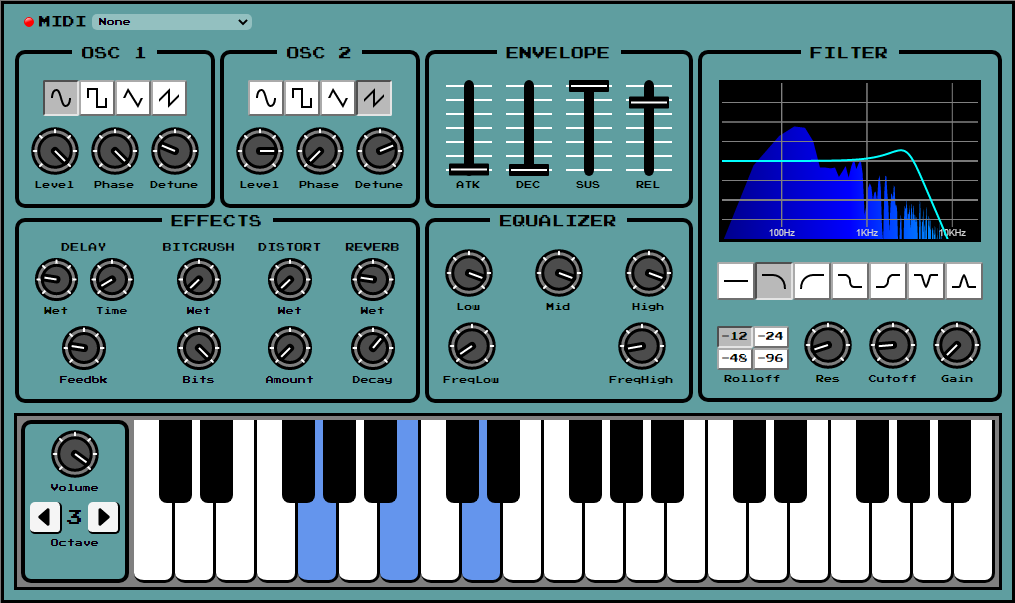 MIDI None
OSC 1 OSC 2 ENVELOPE FILTER
Level Phase Detune Level Phase Detune ATK DEC SUS REL
100Hz 1KHz 10KHz
EFFECTS EQUALIZER
DELAY BITCRUSH DISTORT REVERB
Wet Time Wet Wet Wet Low Mid High
-12 -24
-48 -96
Feedbk Bits Amount Decay FreqLow FreqHigh Rolloff Res Cutoff Gain
Volume
3
Octave